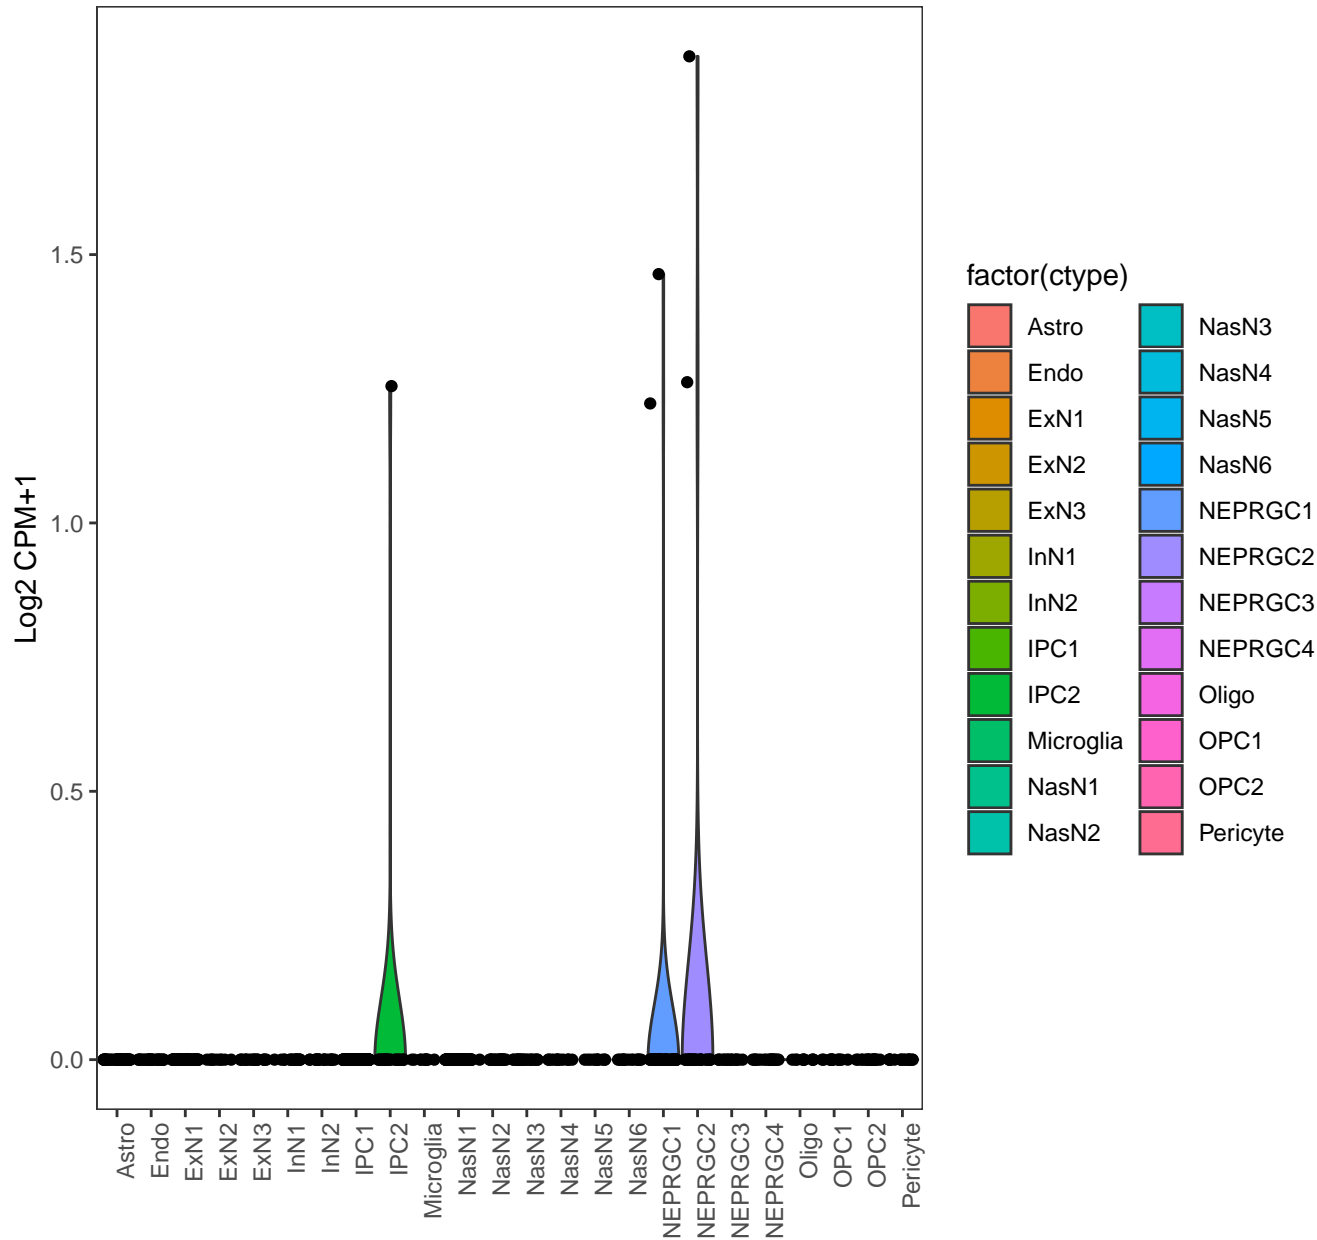 Log2 CPM+1
1.5
1.0
0.5
0.0
Astro
Endo
ExN1
ExN2
ExN3
InN1
InN2
IPC1
IPC2
Microglia
NasN1
NasN2
NasN3
NasN4
NasN5
NasN6
NEPRGC1
NEPRGC2
NEPRGC3
NEPRGC4
Oligo
OPC1
OPC2
Pericyte
factor(ctype)
Astro
Endo
ExN1
ExN2
ExN3
InN1
InN2
IPC1
IPC2
Microglia
NasN1
NasN2
NasN3
NasN4
NasN5
NasN6
NEPRGC1
NEPRGC2
NEPRGC3
NEPRGC4
Oligo
OPC1
OPC2
Pericyte